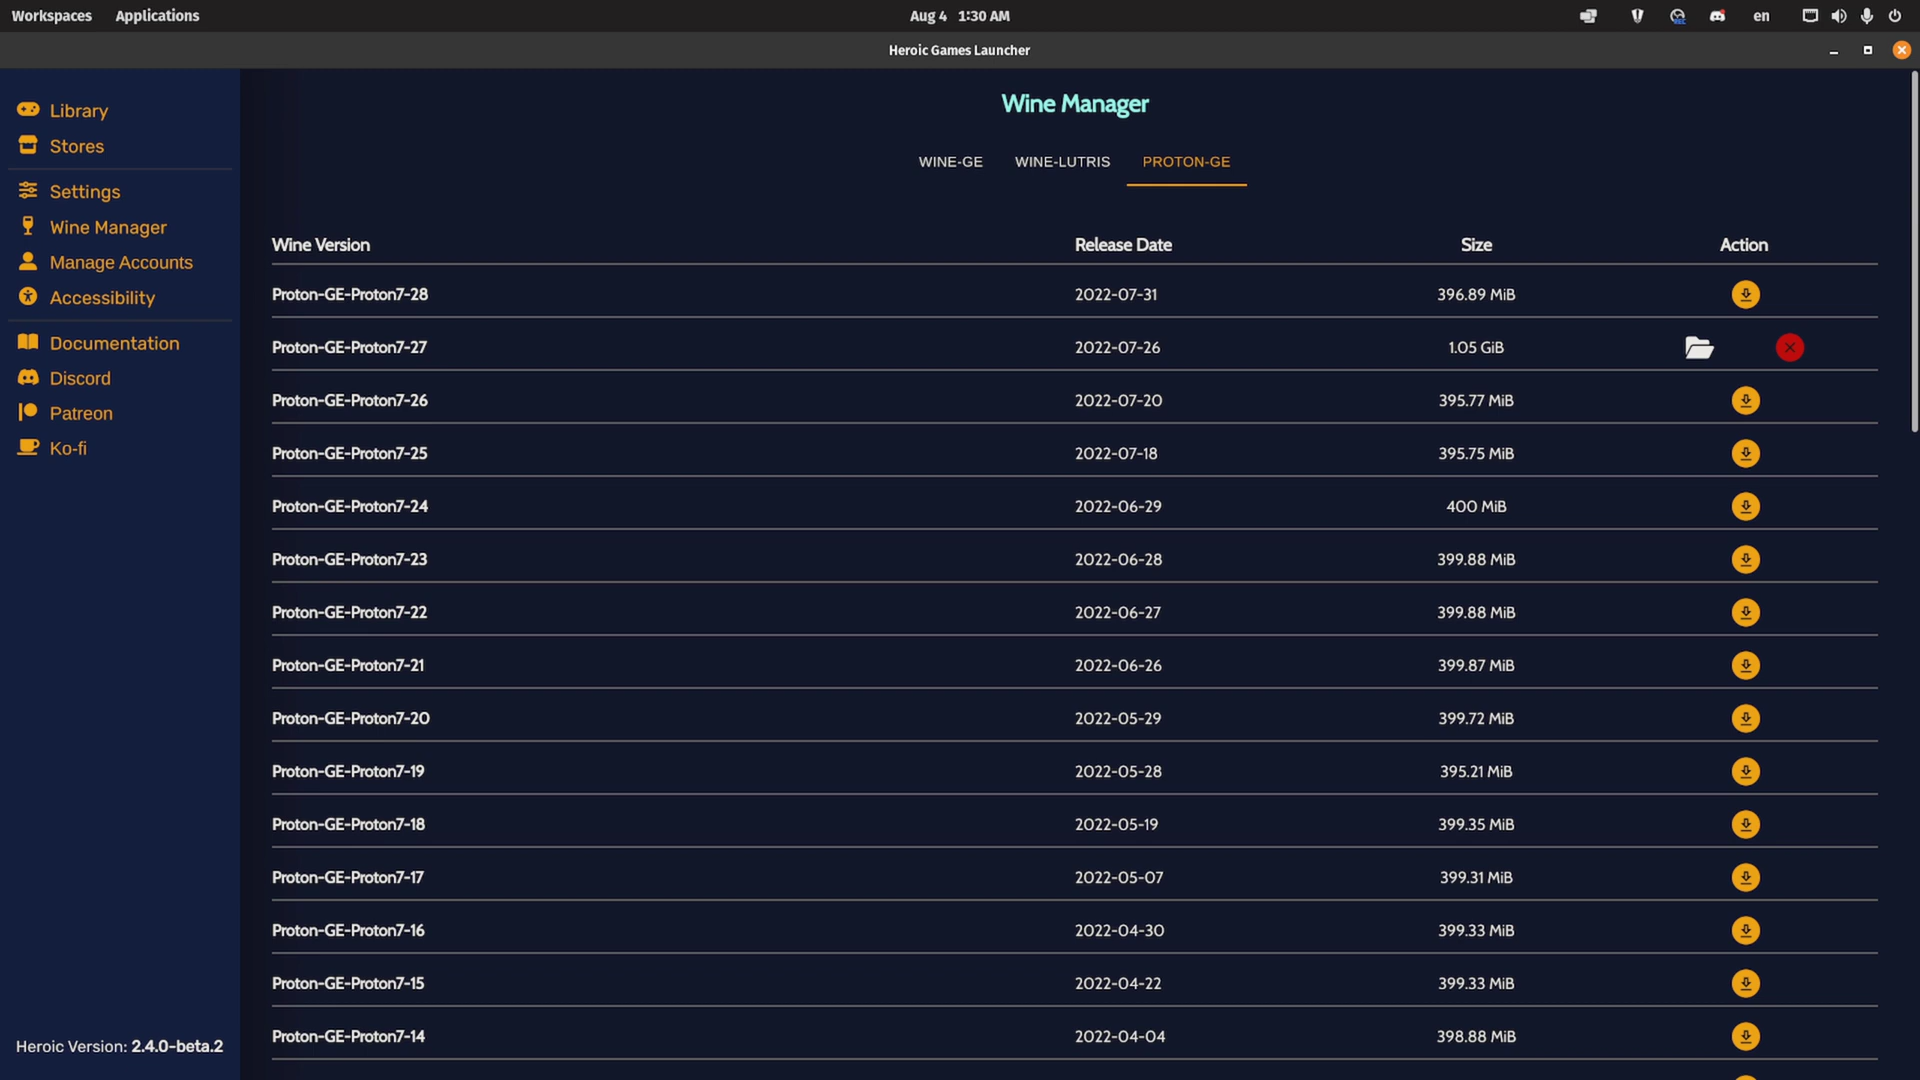 Workspaces Applications Aug 4 1:30 AM en
Heroic Games Launcher
Library
Stores
Settings
Wine Manager
Manage Accounts
Accessibility
Documentation
Discord
Patreon
Ko-fi
Heroic Version: 2.4.0-beta.2
Wine Manager
WINE-GE WINE-LUTRIS PROTON-GE
Wine Version Release Date Size Action
Proton-GE-Proton7-28 2022-07-31 396.89 MiB
Proton-GE-Proton7-27 2022-07-26 1.05 GiB
Proton-GE-Proton7-26 2022-07-20 395.77 MiB
Proton-GE-Proton7-25 2022-07-18 395.75 MiB
Proton-GE-Proton7-24 2022-06-29 400 MiB
Proton-GE-Proton7-23 2022-06-28 399.88 MiB
Proton-GE-Proton7-22 2022-06-27 399.88 MiB
Proton-GE-Proton7-21 2022-06-26 399.87 MiB
Proton-GE-Proton7-20 2022-05-29 399.72 MiB
Proton-GE-Proton7-19 2022-05-28 395.21 MiB
Proton-GE-Proton7-18 2022-05-19 399.35 MiB
Proton-GE-Proton7-17 2022-05-07 399.31 MiB
Proton-GE-Proton7-16 2022-04-30 399.33 MiB
Proton-GE-Proton7-15 2022-04-22 399.33 MiB
Proton-GE-Proton7-14 2022-04-04 398.88 MiB